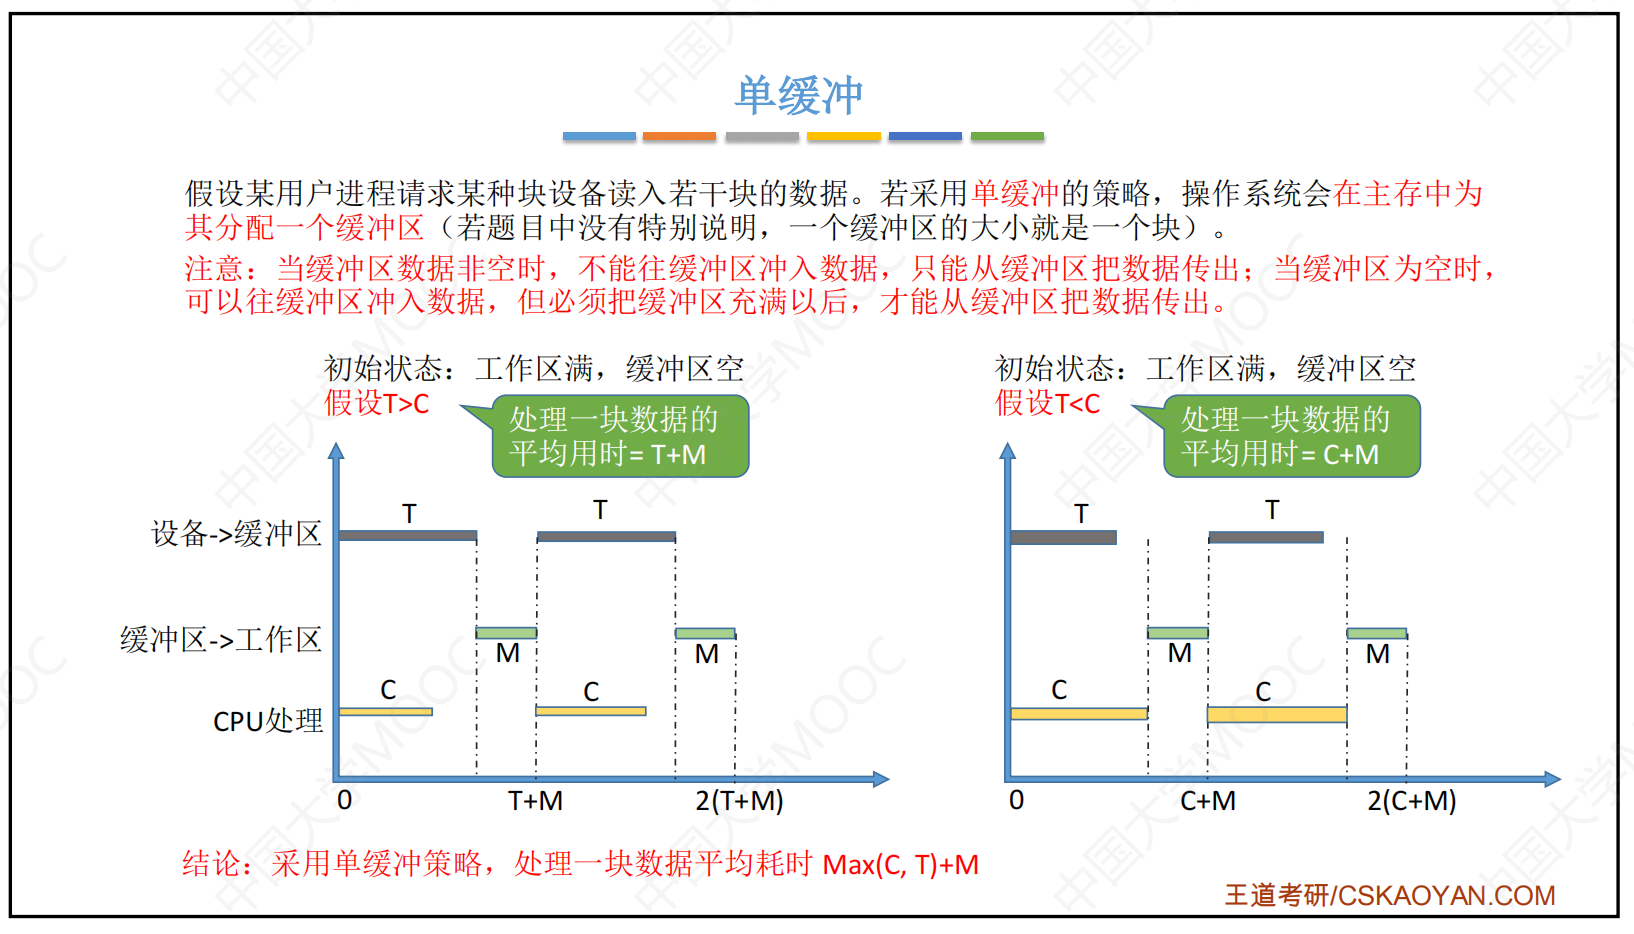 单缓冲
假设某用户进程请求某种块设备读入若干块的数据。若采用单缓冲的策略，操作系统会在主存中为
其分配一个缓冲区（若题目中没有特别说明，一个缓冲区的大小就是一个块）。
注意：当缓冲区数据非空时，不能往缓冲区冲入数据，只能从缓冲区把数据传出；当缓冲区为空时，
可以往缓冲区冲入数据，但必须把缓冲区充满以后，才能从缓冲区把数据传出。
初始状态：工作区满，缓冲区空
假设T>C
处理一块数据的
平均用时= T+M
T
T
设备->缓冲区
缓冲区->工作区
M
M
C
C
CPU处理
0
T+M
2(T+M)
初始状态：工作区满，缓冲区空
假设T<C
处理一块数据的
平均用时= C+M
T
T
M
M
C
C
0
C+M
2(C+M)
结论：采用单缓冲策略，处理一块数据平均耗时 Max(C, T)+M
王道考研/CSKAOYAN.COM
中国大学MOOC